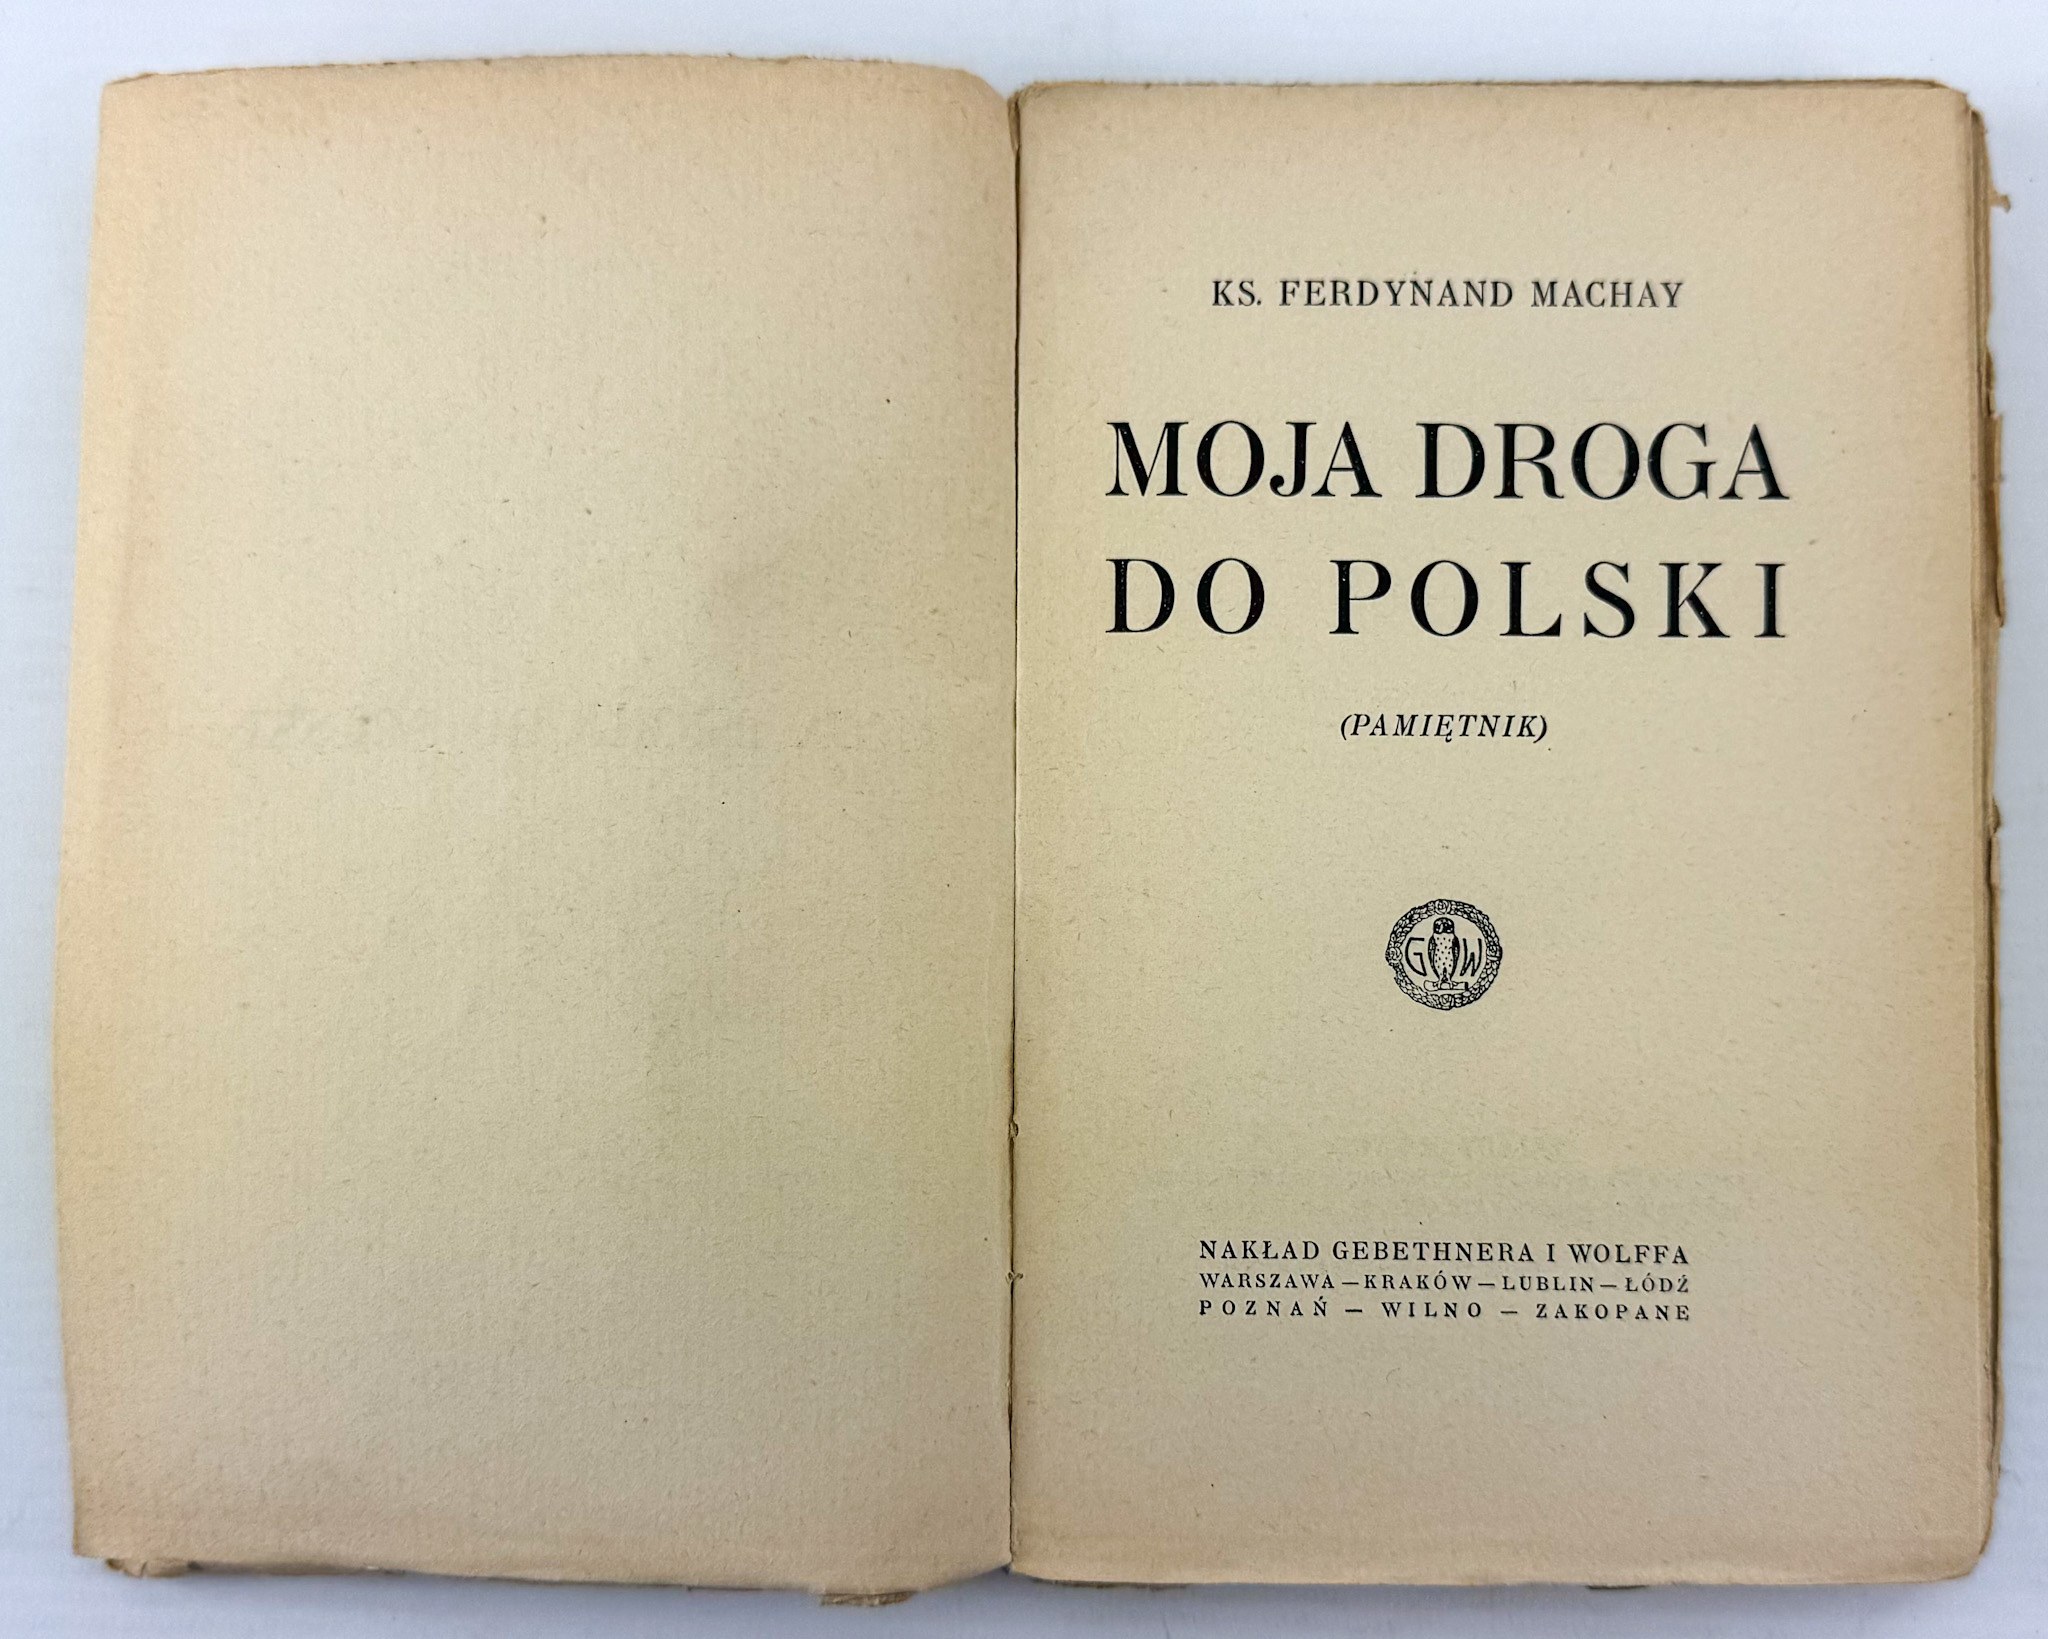 KS. FERDYNAND MACHAY
MOJA DROGA
DO POLSKI
(PAMIĘTNIK)
G W
NAKŁAD GEBETHNERA I WOLFFA
WARSZAWA — KRAKÓW — LUBLIN — ŁÓDŹ
POZNAŃ — WILNO — ZAKOPANE